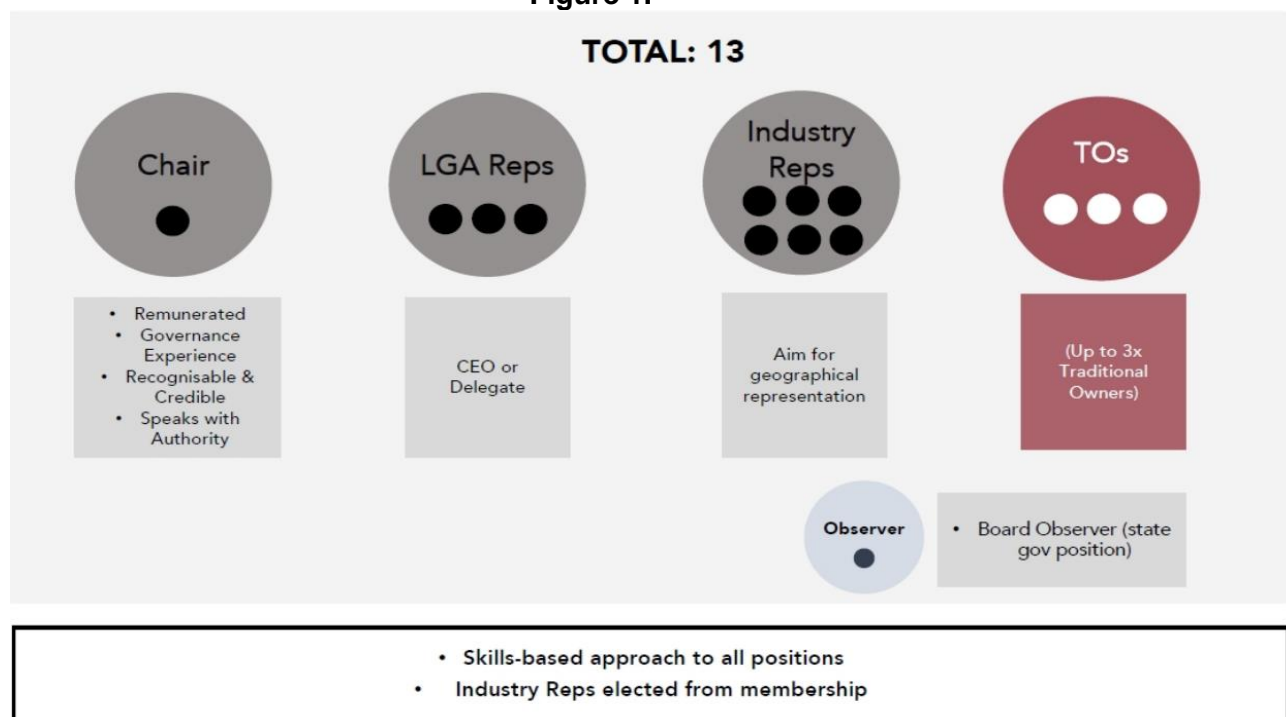 Figure 1.
TOTAL: 13
Chair
LGA Reps
Industry
Reps
TOs
• Remunerated
• Governance
Experience
• Recognisable &
Credible
• Speaks with
Authority
CEO or
Delegate
Aim for
geographical
representation
(Up to 3x
Traditional
Owners)
Observer
• Board Observer (state
gov position)
• Skills-based approach to all positions
• Industry Reps elected from membership